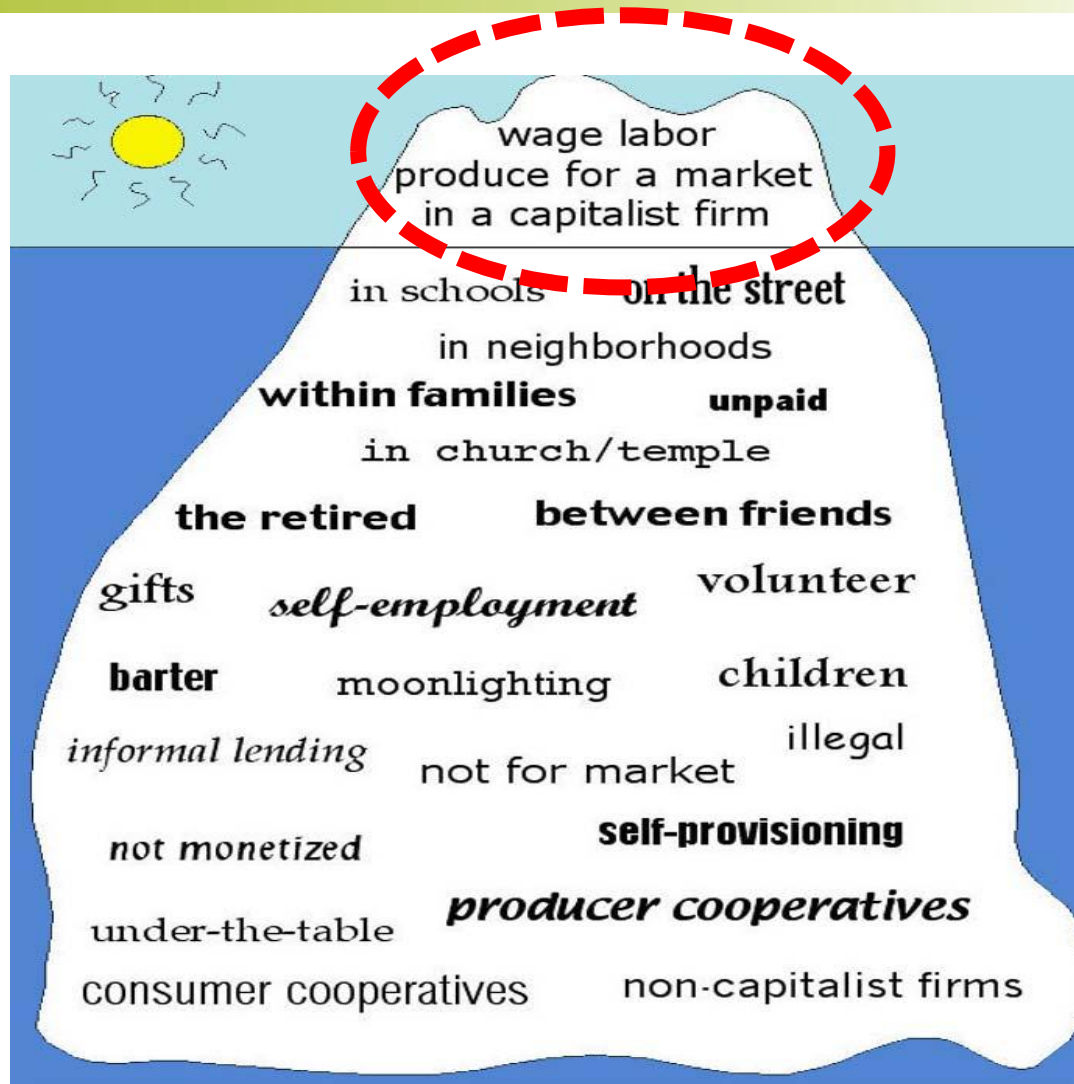 wage labor
produce for a market
in a capitalist firm
in schools on the street
in neighborhoods
within families unpaid
in church/temple
the retired between friends
gifts self-employment volunteer
barter moonlighting children
informal lending not for market illegal
not monetized self-provisioning
under-the-table producer cooperatives
consumer cooperatives non-capitalist firms